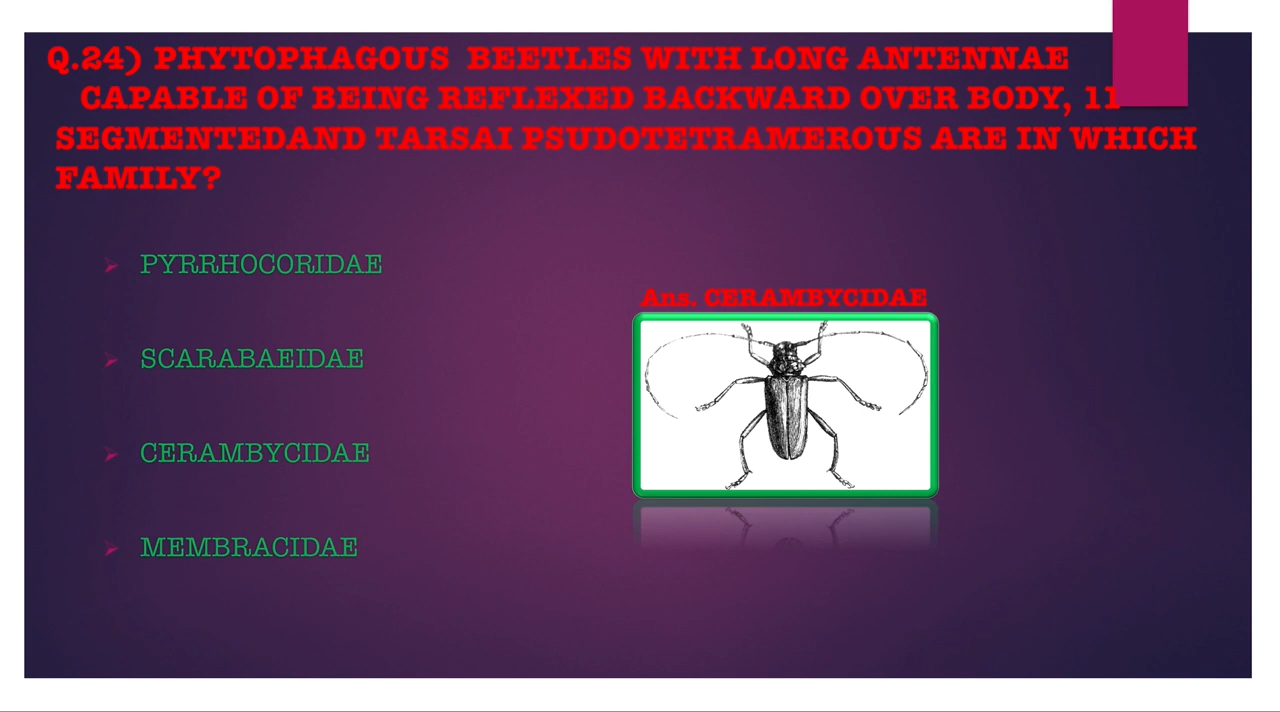 Q.24) PHYTOPHAGOUS BEETLES WITH LONG ANTENNAE
CAPABLE OF BEING REFLEXED BACKWARD OVER BODY, 11
SEGMENTEDAND TARSAI PSUDOTETRAMEROUS ARE IN WHICH
FAMILY?
PYRRHOCORIDAE
SCARABAEIDAE
CERAMBYCIDAE
MEMBRACIDAE
Ans. CERAMBYCIDAE